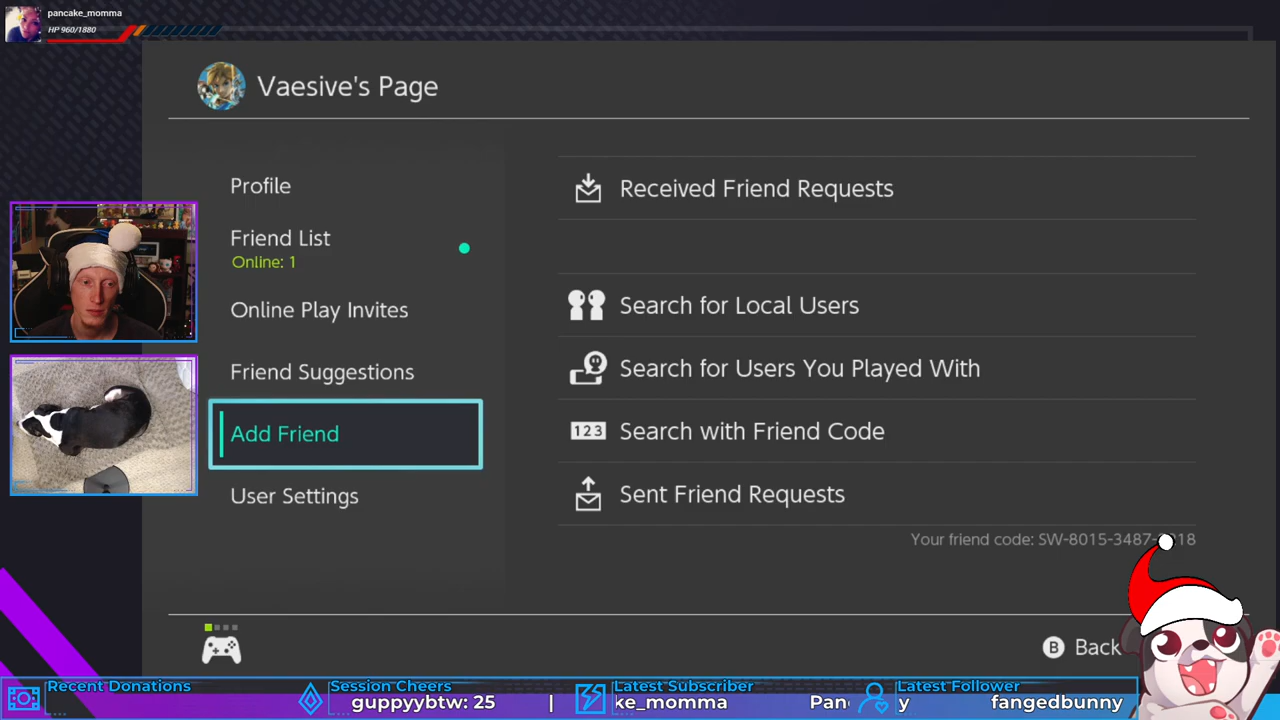 pancake_momma
HP 960/1880
Vaesive's Page
Profile
Friend List
Online: 1
Online Play Invites
Friend Suggestions
Add Friend
User Settings
Received Friend Requests
Search for Local Users
Search for Users You Played With
123 Search with Friend Code
Sent Friend Requests
Your friend code: SW-8015-3487-
B Back
Recent Donations
Session Cheers
guppyybtw: 25 |
Latest Subscriber
ke_momma Pan
Latest Follower
y fangedbunny